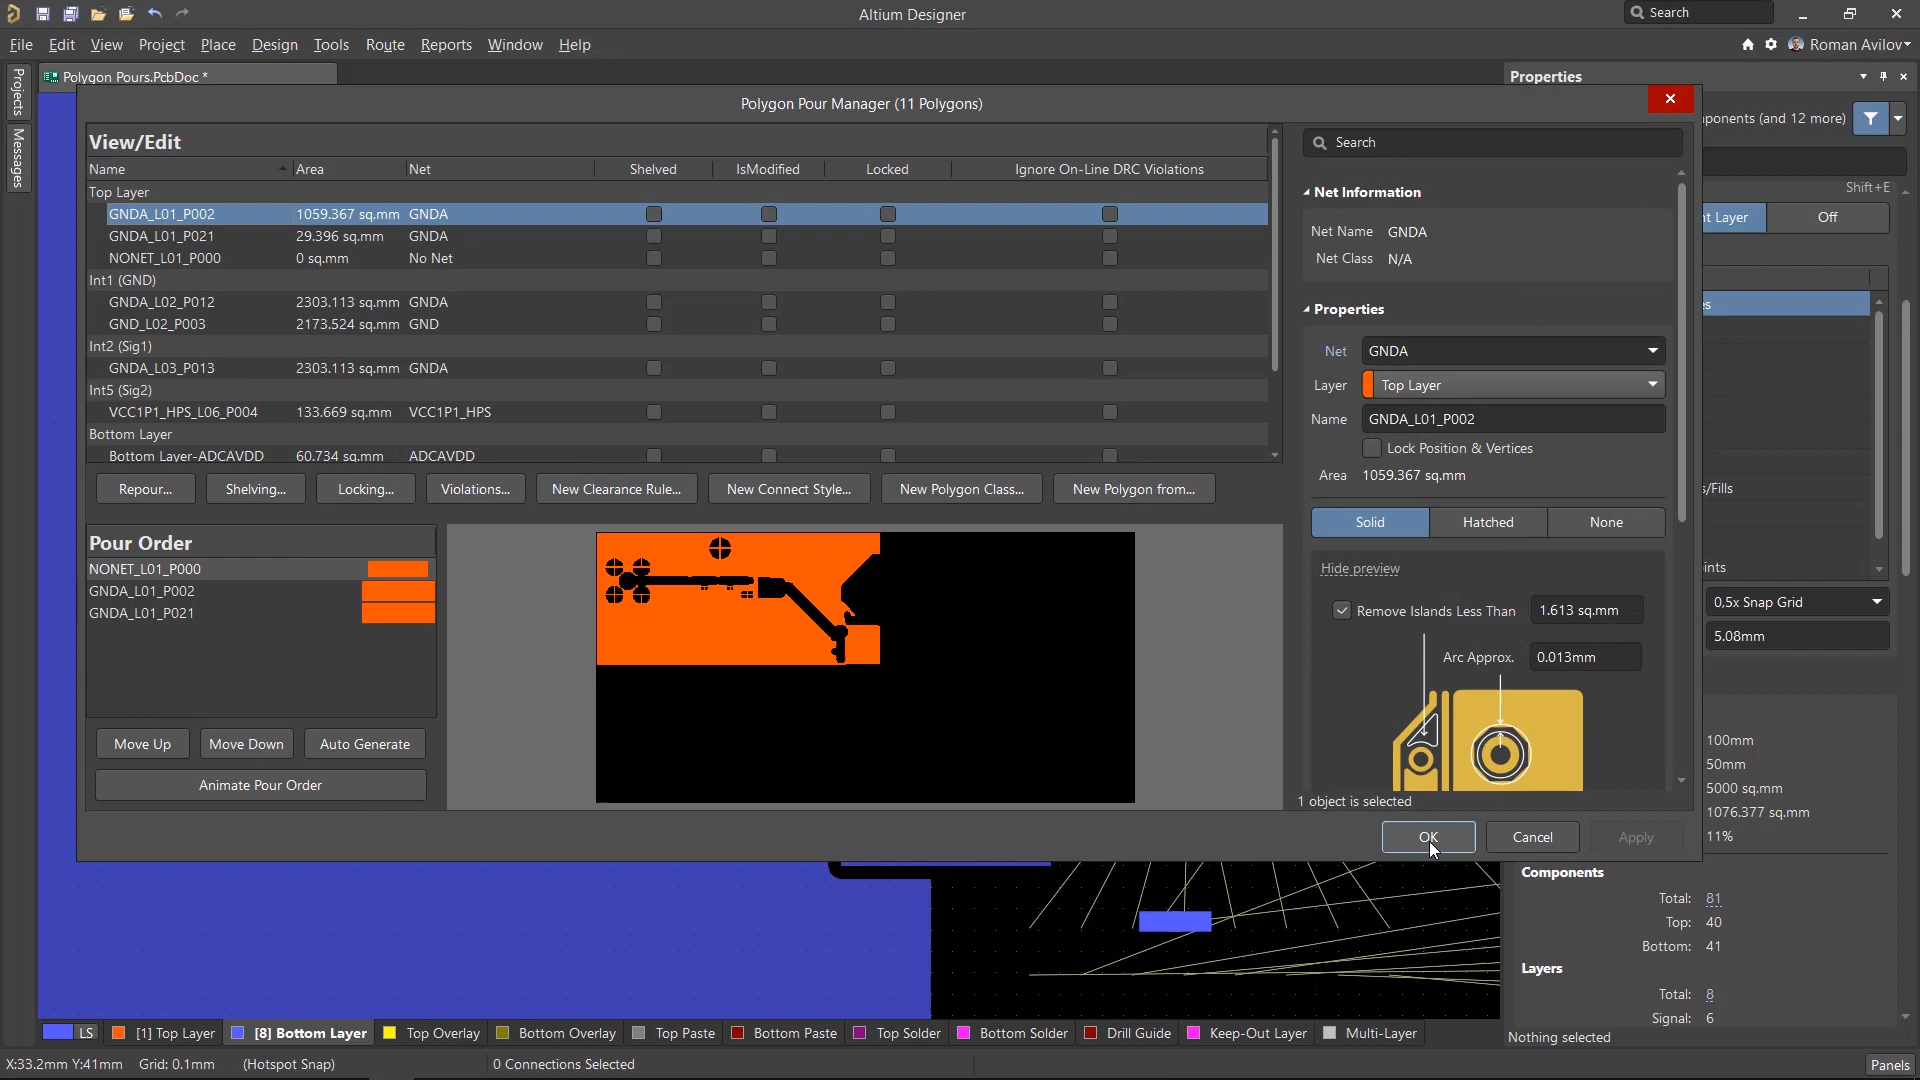 Altium Designer
Search
File Edit View Project Place Design Tools Route Reports Window Help
Roman Avilov
Projects
Messages
Polygon Pours.PcbDoc *
Properties
Polygon Pour Manager (11 Polygons)
View/Edit
Name Area Net Shelved IsModified Locked Ignore On-Line DRC Violations
Top Layer
GNDA_L01_P002 1059.367 sq.mm GNDA
GNDA_L01_P021 29.396 sq.mm GNDA
NONET_L01_P000 0 sq.mm No Net
Int1 (GND)
GNDA_L02_P012 2303.113 sq.mm GNDA
GND_L02_P003 2173.524 sq.mm GND
Int2 (Sig1)
GNDA_L03_P013 2303.113 sq.mm GNDA
Int5 (Sig2)
VCC1P1_HPS_L06_P004 133.669 sq.mm VCC1P1_HPS
Bottom Layer
Bottom Layer-ADCAVDD 60.734 sq.mm ADCAVDD
Repour... Shelving... Locking... Violations... New Clearance Rule... New Connect Style... New Polygon Class... New Polygon from...
Pour Order
NONET_L01_P000
GNDA_L01_P002
GNDA_L01_P021
Move Up Move Down Auto Generate
Animate Pour Order
Search
Net Information
Net Name GNDA
Net Class N/A
Properties
Net GNDA
Layer Top Layer
Name GNDA_L01_P002
Lock Position & Vertices
Area 1059.367 sq.mm
Solid Hatched None
Hide preview
Remove Islands Less Than 1.613 sq.mm
Arc Approx. 0.013mm
1 object is selected
OK Cancel Apply
ponents (and 12 more)
Shift+E
nt Layer Off
es
s/Fills
ints
0,5x Snap Grid
5.08mm
100mm
50mm
5000 sq.mm
1076.377 sq.mm
11%
Components
Total: 81
Top: 40
Bottom: 41
Layers
Total: 8
Signal: 6
Nothing selected
LS [1] Top Layer [8] Bottom Layer Top Overlay Bottom Overlay Top Paste Bottom Paste Top Solder Bottom Solder Drill Guide Keep-Out Layer Multi-Layer
X:33.2mm Y:41mm Grid: 0.1mm (Hotspot Snap) 0 Connections Selected
Panels